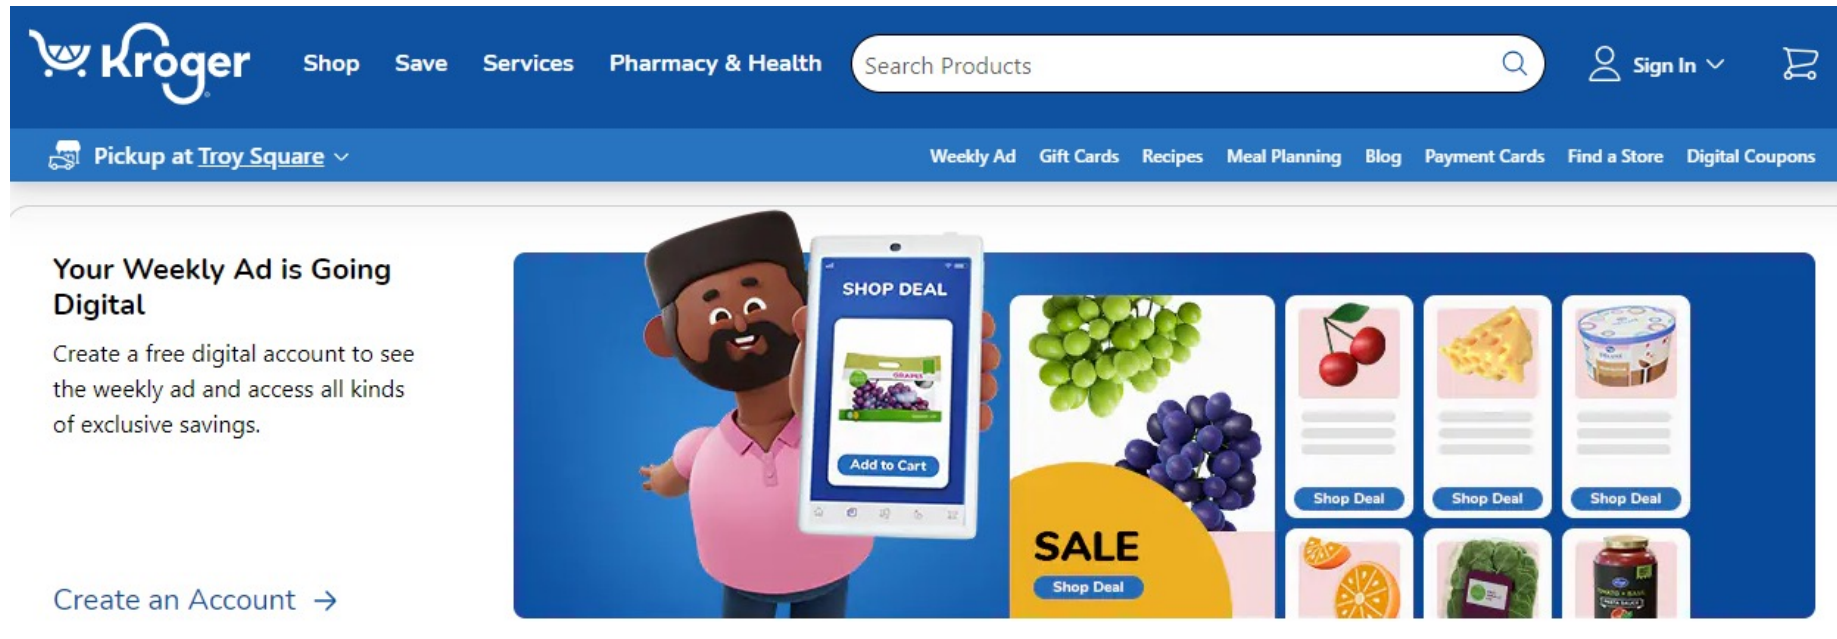 Kroger
Shop Save Services Pharmacy & Health Search Products Sign In
Pickup at Troy Square
Weekly Ad Gift Cards Recipes Meal Planning Blog Payment Cards Find a Store Digital Coupons
Your Weekly Ad is Going
Digital
Create a free digital account to see
the weekly ad and access all kinds
of exclusive savings.
Create an Account
SHOP DEAL
GRAPES
Add to Cart
SALE
Shop Deal
Shop Deal Shop Deal Shop Deal